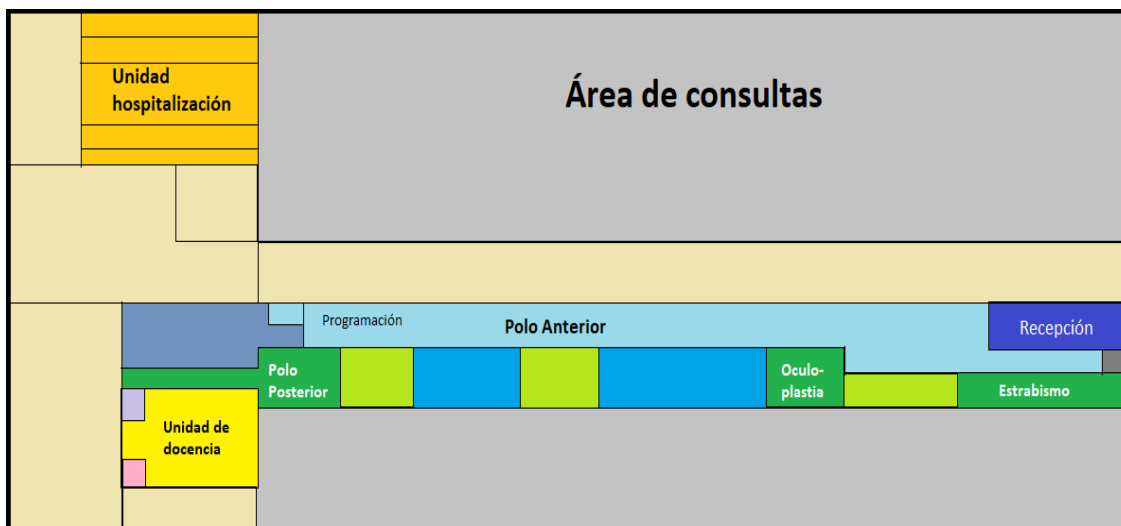 Unidad
hospitalización
Área de consultas
Programación
Polo Anterior
Recepción
Polo
Posterior
Oculo-
plastia
Estrabismo
Unidad de
docencia